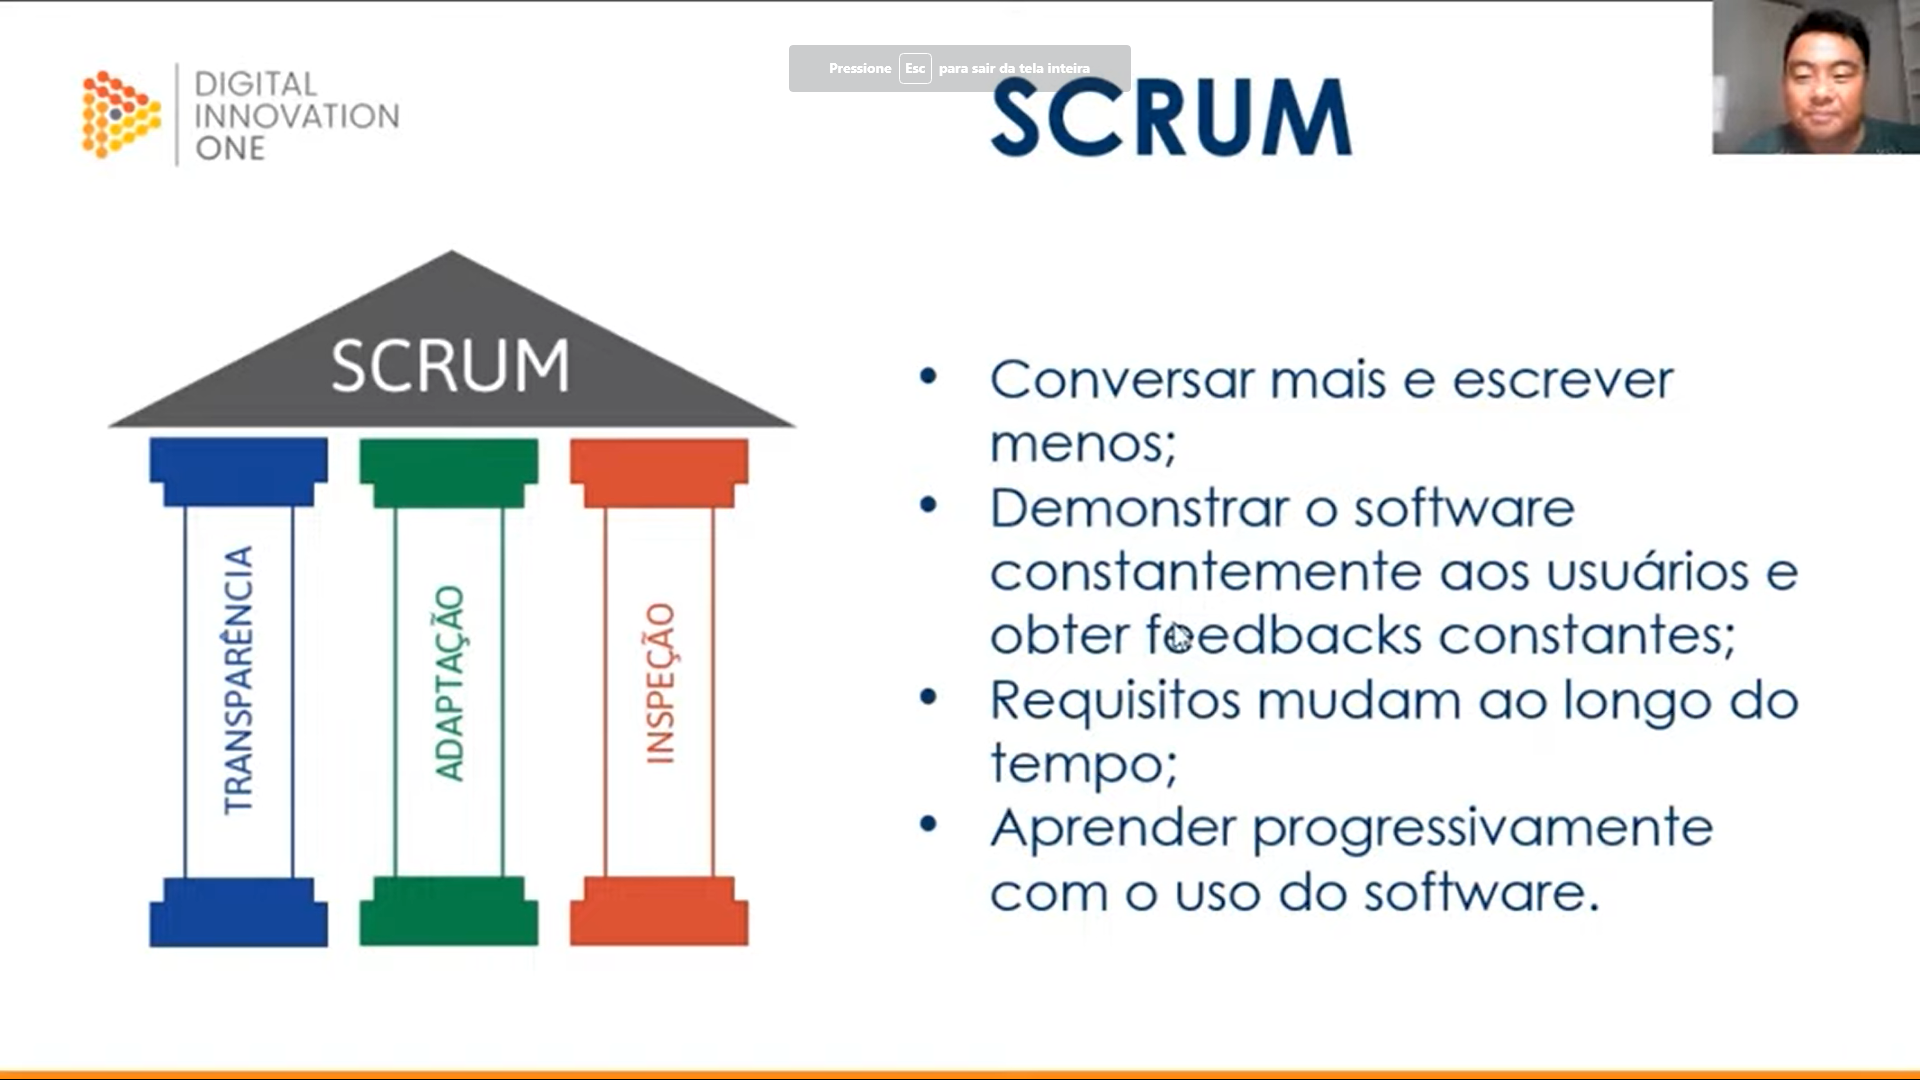 DIGITAL
INNOVATION
ONE
Pressione Esc para sair da tela inteira
SCRUM
SCRUM
TRANSPARÊNCIA
ADAPTAÇÃO
INSPEÇÃO
• Conversar mais e escrever
menos;
• Demonstrar o software
constantemente aos usuários e
obter feedbacks constantes;
• Requisitos mudam ao longo do
tempo;
• Aprender progressivamente
com o uso do software.